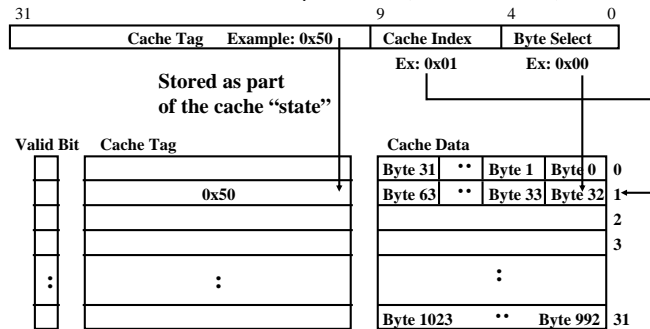 31 9 4 0
Cache Tag Example: 0x50 Cache Index Byte Select
Ex: 0x01 Ex: 0x00
Stored as part
of the cache “state”
Valid Bit Cache Tag Cache Data
Byte 31 •• Byte 1 Byte 0 0
0x50 Byte 63 •• Byte 33 Byte 32 1
2
3
: : :
Byte 1023 •• Byte 992 31